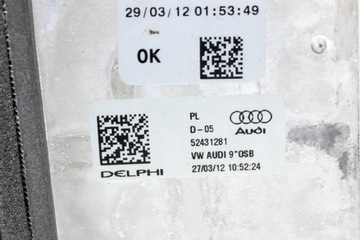 29/03/12 01:53:49
OK
PL
D-05
Audi
52431281
VW AUDI 9"OSB
DELPHI
27/03/12 10:52:24